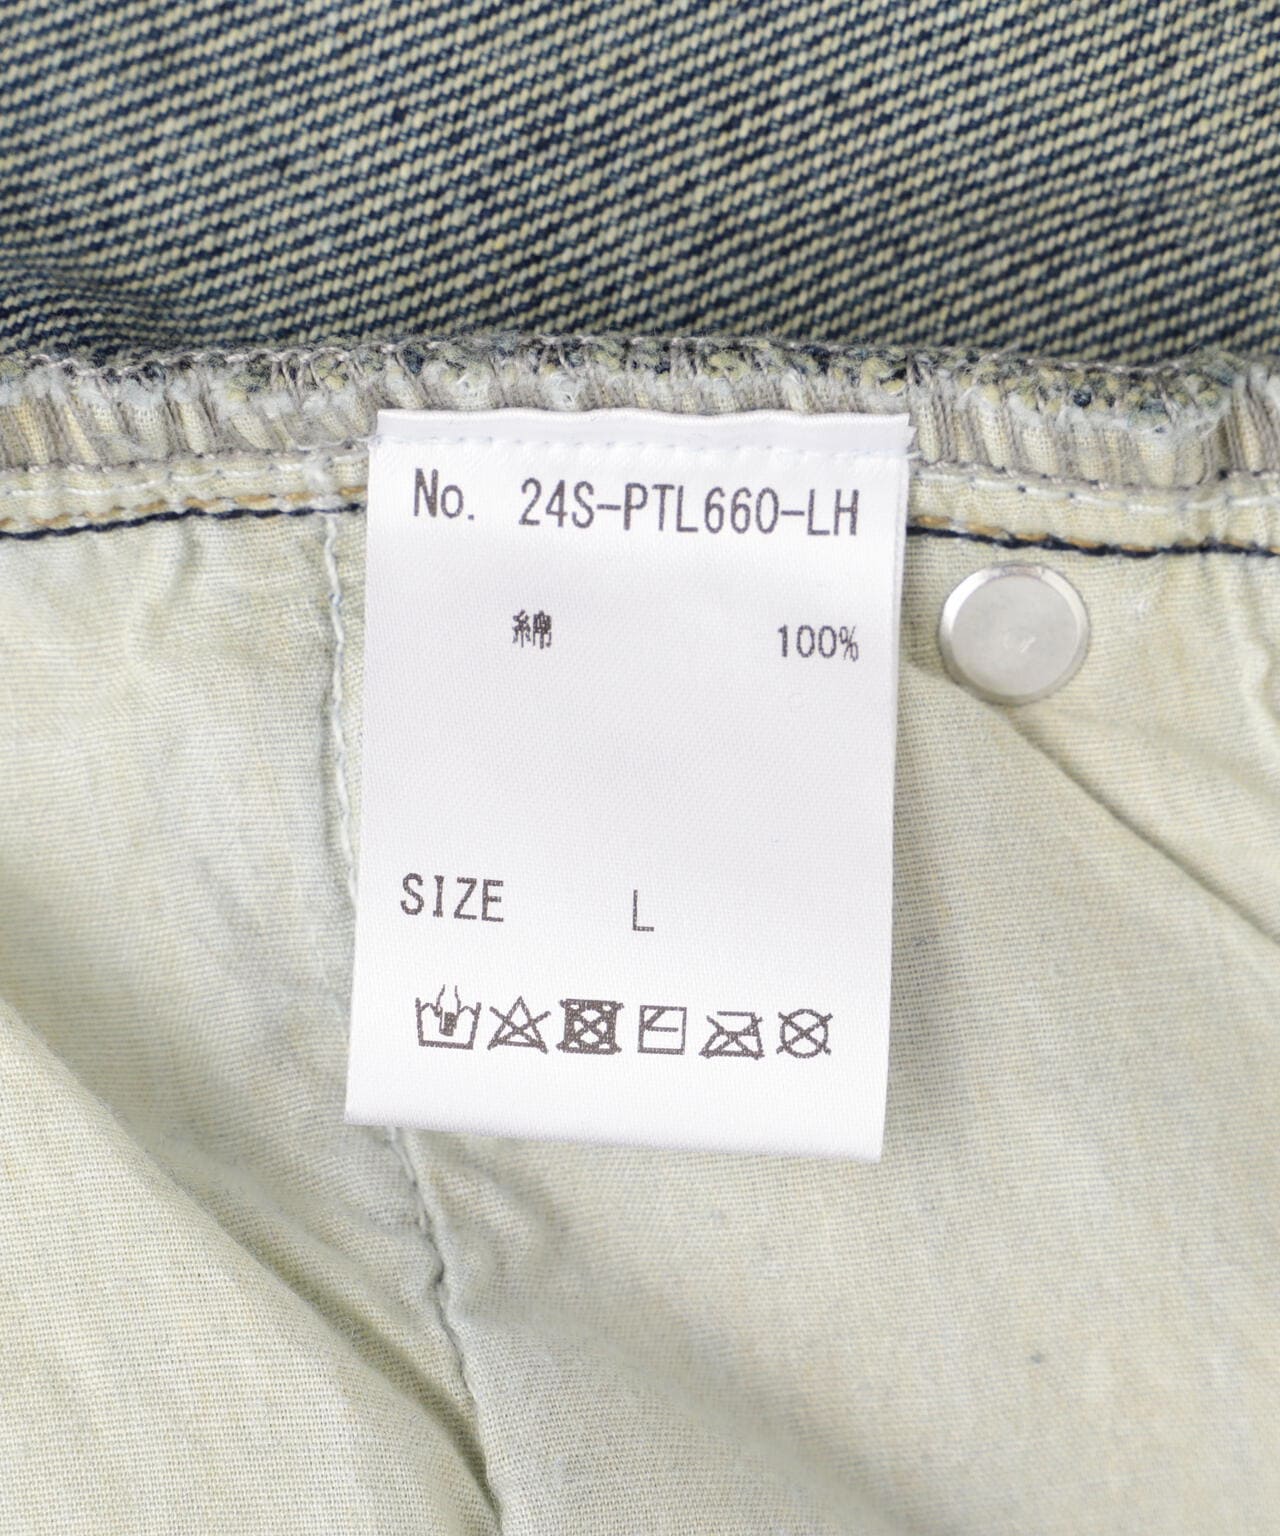 No. 24S-PTL660-LH
綿 100%
SIZE L